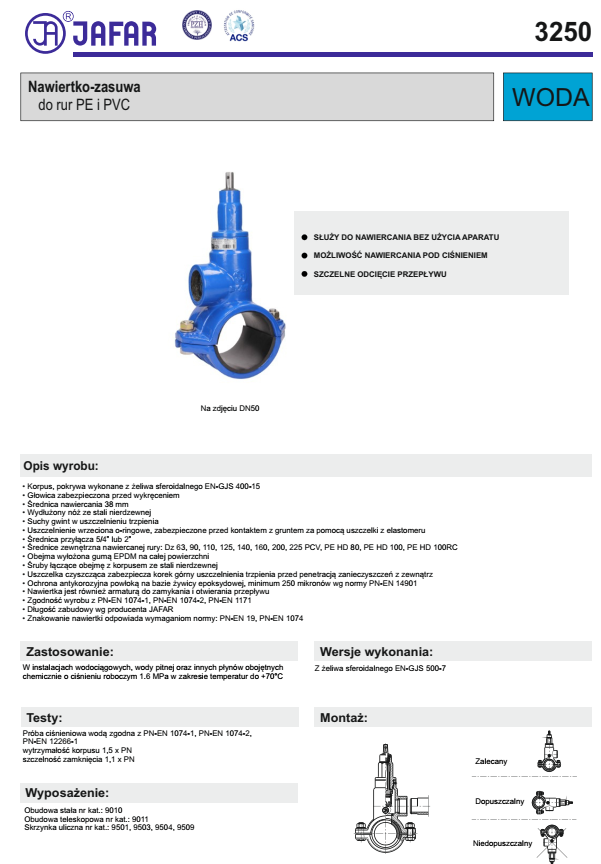 JAFAR
®
PZH
ACS
3250
Nawiertko-zasuwa
do rur PE i PVC
WODA
● SŁUŻY DO NAWIERCANIA BEZ UŻYCIA APARATU
● MOŻLIWOŚĆ NAWIERCANIA POD CIŚNIENIEM
● SZCZELNE ODCIĘCIE PRZEPŁYWU
Na zdjęciu DN50
Opis wyrobu:
• Korpus, pokrywa wykonane z żeliwa sferoidalnego EN-GJS 400-15
• Głowica zabezpieczona przed wykręceniem
• Średnica nawiercania 38 mm
• Wydłużony nóż ze stali nierdzewnej
• Suchy gwint w uszczelnieniu trzpienia
• Uszczelnienie wrzeciona o-ringowe, zabezpieczone przed kontaktem z gruntem za pomocą uszczelki z elastomeru
• Średnica przyłącza 5/4" lub 2"
• Średnice zewnętrzna nawiercanej rury: Dz 63, 90, 110, 125, 140, 160, 200, 225 PCV, PE HD 80, PE HD 100, PE HD 100RC
• Obejma wyłożona gumą EPDM na całej powierzchni
• Śruby łączące obejmę z korpusem ze stali nierdzewnej
• Uszczelka czyszcząca zabezpiecza korek górny uszczelnienia trzpienia przed penetracją zanieczyszczeń z zewnątrz
• Ochrona antykorozyjna powłoką na bazie żywicy epoksydowej, minimum 250 mikronów wg normy PN-EN 14901
• Nawiertka jest również armaturą do zamykania i otwierania przepływu
• Zgodność wyrobu z PN-EN 1074-1, PN-EN 1074-2, PN-EN 1171
• Długość zabudowy wg producenta JAFAR
• Znakowanie nawiertki odpowiada wymaganiom normy: PN-EN 19, PN-EN 1074
Zastosowanie:
W instalacjach wodociągowych, wody pitnej oraz innych płynów obojętnych
chemicznie o ciśnieniu roboczym 1.6 MPa w zakresie temperatur do +70°C
Wersje wykonania:
Z żeliwa sferoidalnego EN-GJS 500-7
Testy:
Próba ciśnieniowa wodą zgodna z PN-EN 1074-1, PN-EN 1074-2,
PN-EN 12266-1
wytrzymałość korpusu 1,5 x PN
szczelność zamknięcia 1,1 x PN
Wyposażenie:
Obudowa stała nr kat.: 9010
Obudowa teleskopowa nr kat.: 9011
Skrzynka uliczna nr kat.: 9501, 9503, 9504, 9509
Montaż:
Zalecany
Dopuszczalny
Niedopuszczalny